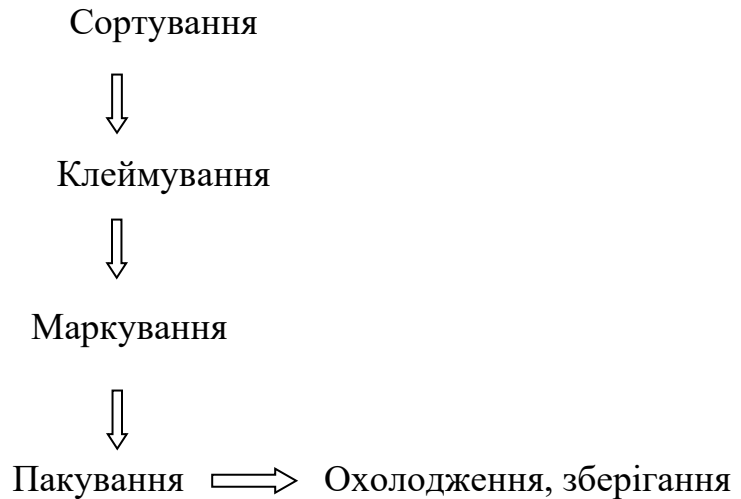 Сортування
Клеймування
Маркування
Пакування Охолодження, зберігання